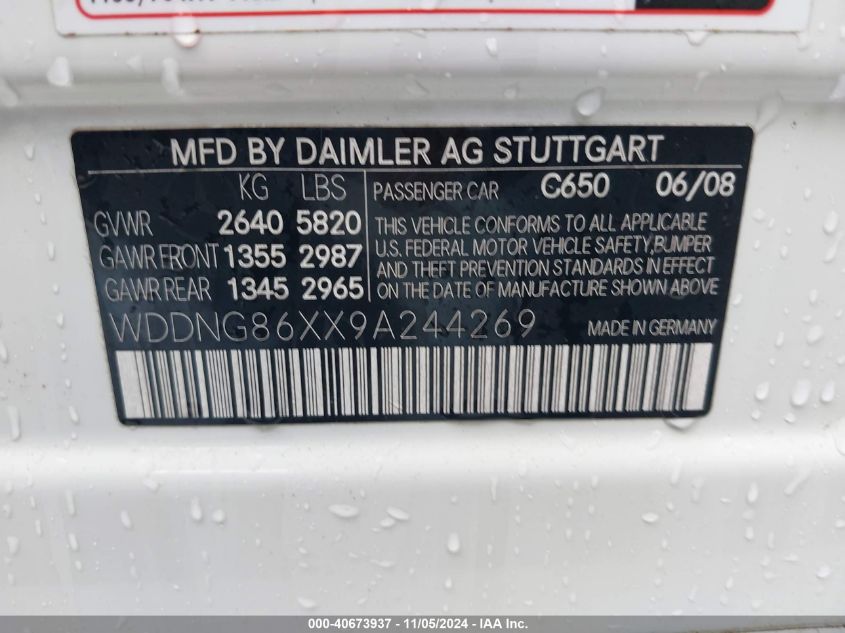 MFD BY DAIMLER AG STUTTGART
KG LBS
GVWR 2640 5820
GAWR FRONT 1355 2987
GAWR REAR 1345 2965
PASSENGER CAR C650 06/08
THIS VEHICLE CONFORMS TO ALL APPLICABLE
U.S. FEDERAL MOTOR VEHICLE SAFETY,BUMPER
AND THEFT PREVENTION STANDARDS IN EFFECT
ON THE DATE OF MANUFACTURE SHOWN ABOVE
WDDNG86XX9A244269 MADE IN GERMANY
000-40673937 - 11/05/2024 - IAA Inc.